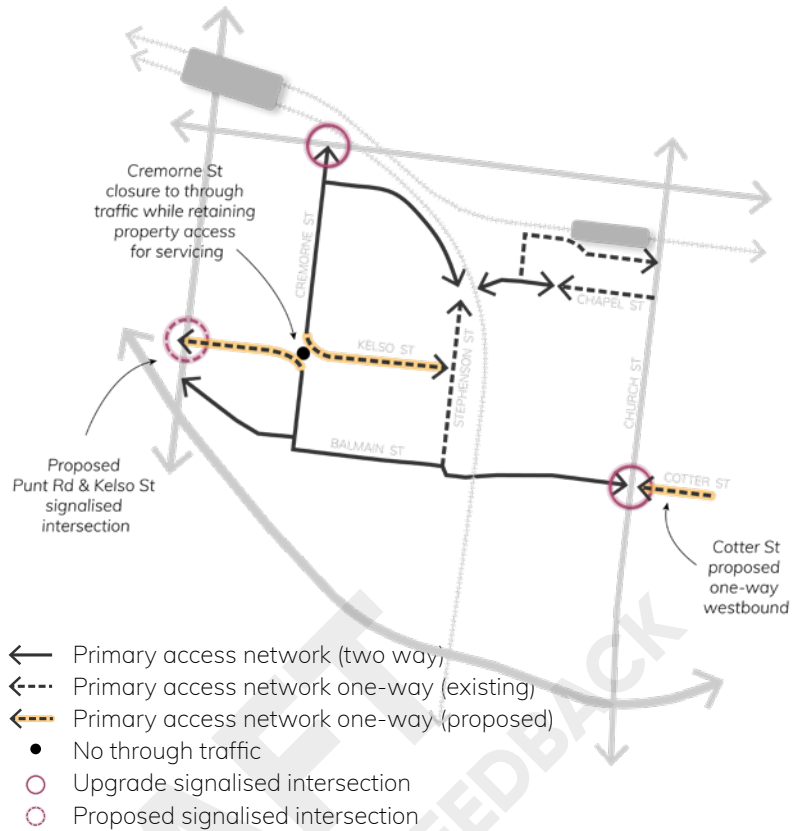 Cremorne St
closure to through
traffic while retaining
property access
for servicing
CREMORNE ST
KELSO ST
STEPHENSON ST
CHAPEL ST
CHURCH ST
BALMAIN ST
COTTER ST
Proposed
Punt Rd & Kelso St
signalised
intersection
Cotter St
proposed
one-way
westbound
Primary access network (two way)
Primary access network one-way (existing)
Primary access network one-way (proposed)
No through traffic
Upgrade signalised intersection
Proposed signalised intersection
AFT
FEEDBACK